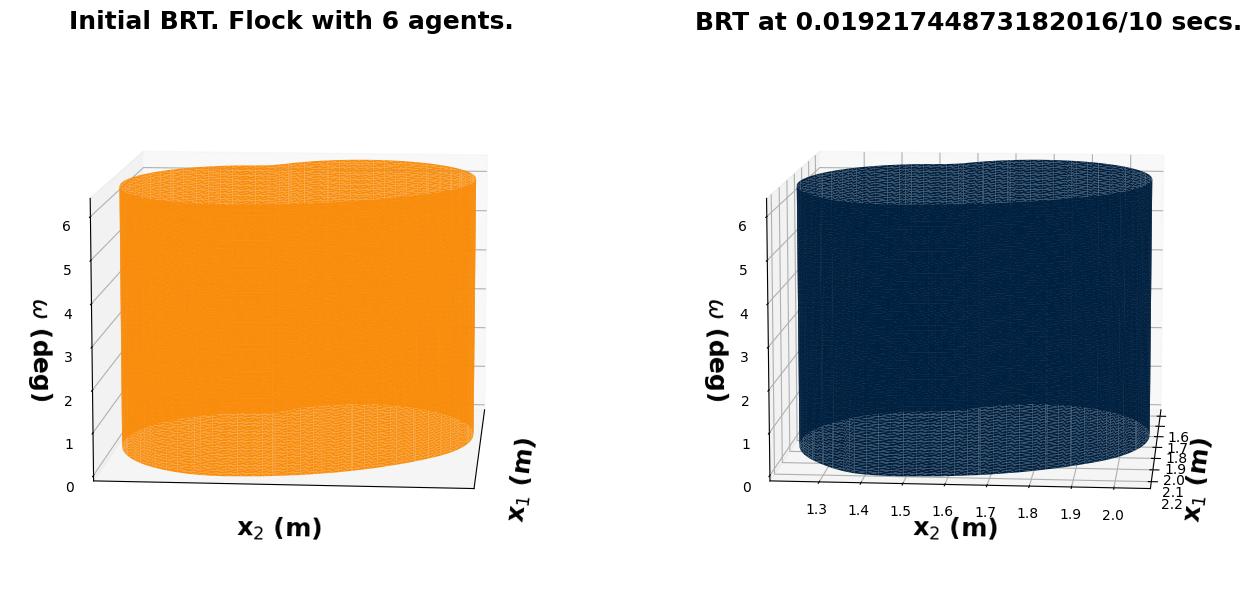 Initial BRT. Flock with 6 agents.
6
5
4
3
2
1
0
ω (deg)
x₂ (m)
x₁ (m)
BRT at 0.01921744873182016/10 secs.
6
5
4
3
2
1
0
ω (deg)
1.3 1.4 1.5 1.6 1.7 1.8 1.9 2.0
x₂ (m)
1.6
1.7
1.8
1.9
2.0
2.1
2.2
x₁ (m)